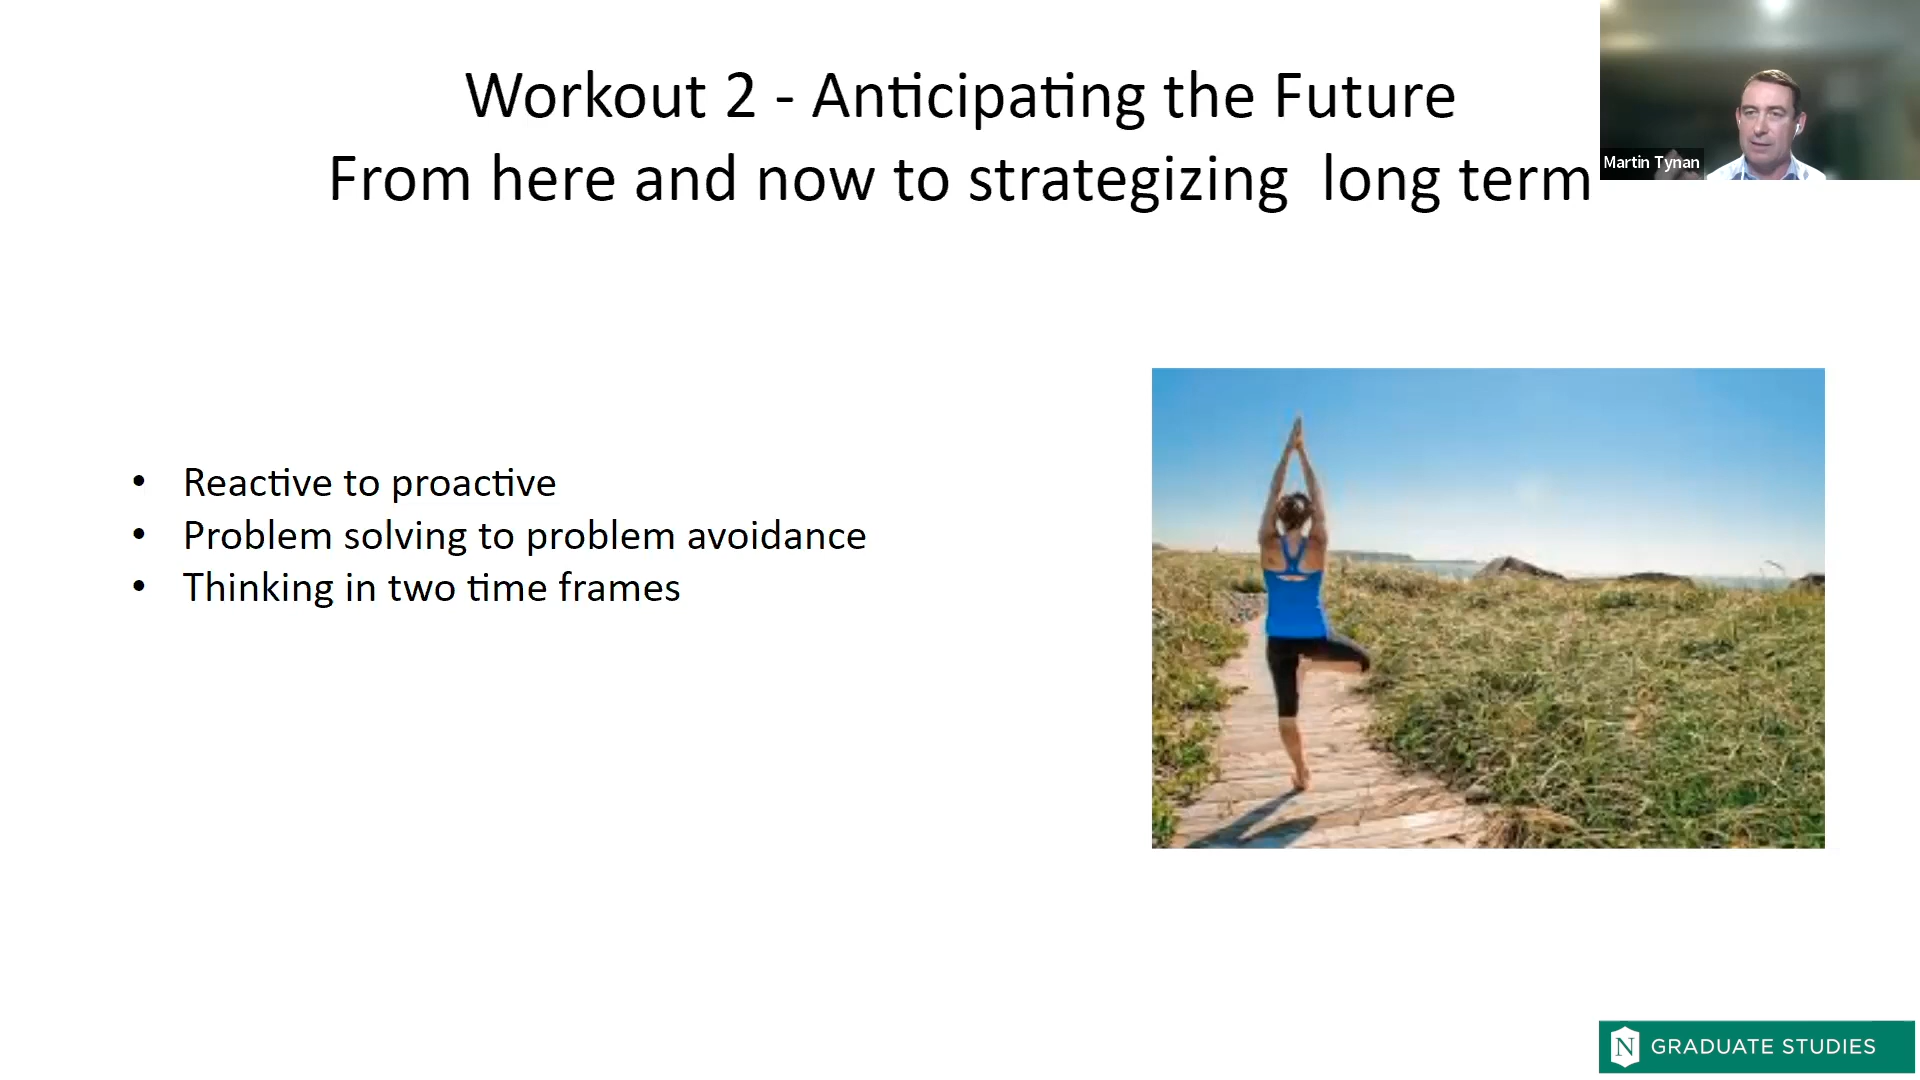 Workout 2 - Anticipating the Future
From here and now to strategizing  long term
Martin Tynan
• Reactive to proactive
• Problem solving to problem avoidance
• Thinking in two time frames
N GRADUATE STUDIES